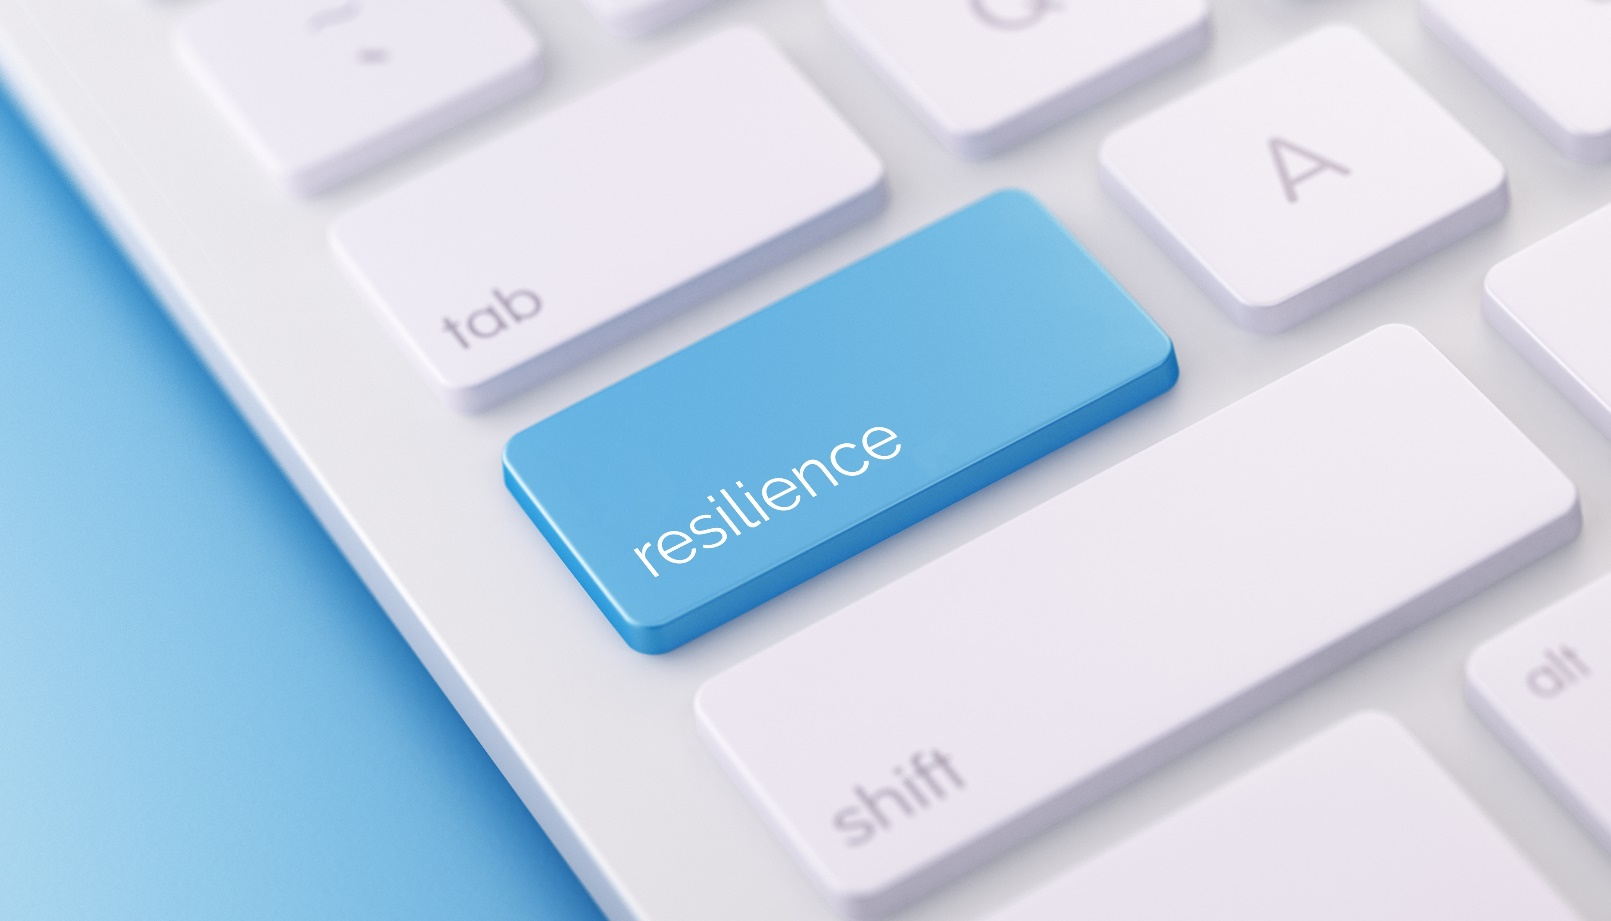 ~
Q
tab
A
resilience
shift
alt